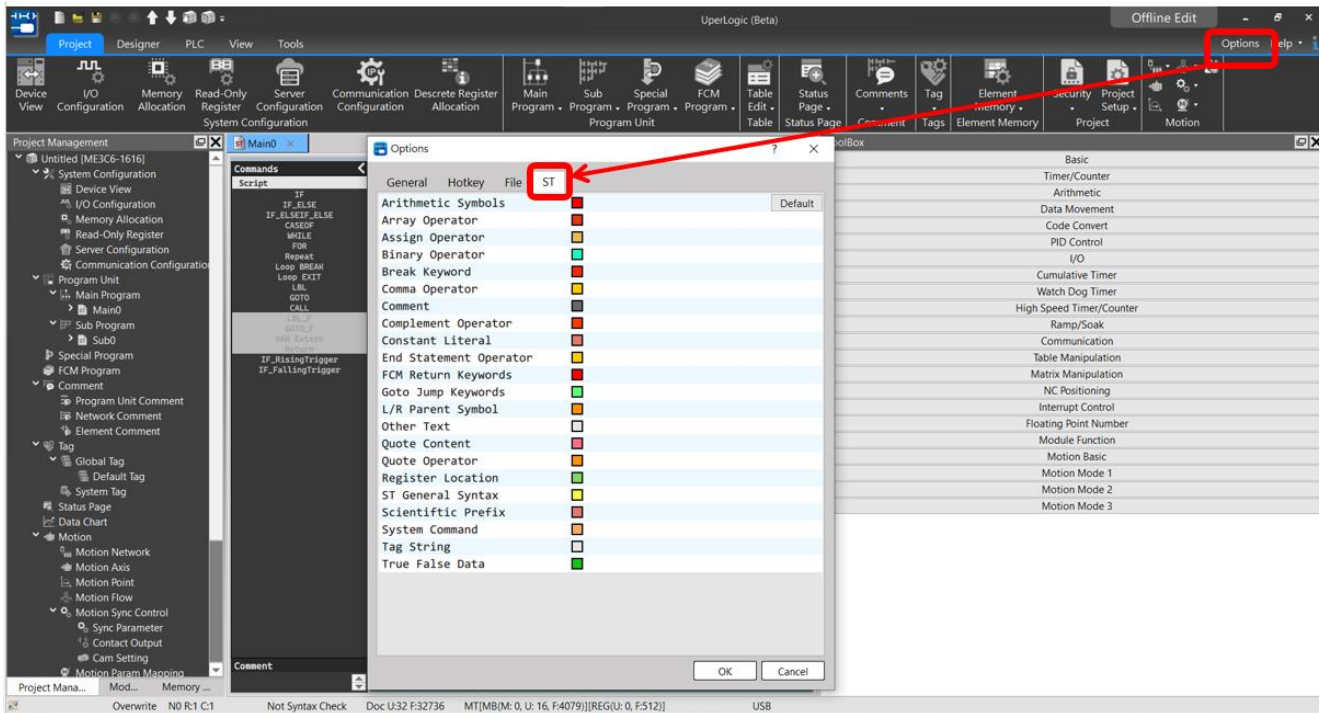 UperLogic (Beta)
Offline Edit
Project Designer PLC View Tools
Options Help
Device View
I/O Configuration
Memory Allocation
Read-Only Register
Server Configuration
Communication Configuration
Descrete Register Allocation
System Configuration
Main Program
Sub Program
Special Program
FCM Program
Program Unit
Table Edit
Table
Status Page
Status Page
Comments
Comment
Tag
Tags
Element Memory
Element Memory
Security
Project Setup
Project
Motion
Project Management
Untitled [ME3C6-1616]
System Configuration
Device View
I/O Configuration
Memory Allocation
Read-Only Register
Server Configuration
Communication Configuratio
Program Unit
Main Program
Main0
Sub Program
Sub0
Special Program
FCM Program
Comment
Program Unit Comment
Network Comment
Element Comment
Tag
Global Tag
Default Tag
System Tag
Status Page
Data Chart
Motion
Motion Network
Motion Axis
Motion Point
Motion Flow
Motion Sync Control
Sync Parameter
Contact Output
Cam Setting
Motion Param Mapping
Project Mana... Mod... Memory ...
Main0
Commands
Script
IF
IF_ELSE
IF_ELSEIF_ELSE
CASEOF
WHILE
FOR
Repeat
Loop BREAK
Loop EXIT
LBL
GOTO
CALL
LBL_F
GOTO_F
VAR Extern
Return
IF_RisingTrigger
IF_FallingTrigger
Comment
Options
General Hotkey File ST
Arithmetic Symbols
Array Operator
Assign Operator
Binary Operator
Break Keyword
Comma Operator
Comment
Complement Operator
Constant Literal
End Statement Operator
FCM Return Keywords
Goto Jump Keywords
L/R Parent Symbol
Other Text
Quote Content
Quote Operator
Register Location
ST General Syntax
Scientiftic Prefix
System Command
Tag String
True False Data
Default
OK Cancel
olBox
Basic
Timer/Counter
Arithmetic
Data Movement
Code Convert
PID Control
I/O
Cumulative Timer
Watch Dog Timer
High Speed Timer/Counter
Ramp/Soak
Communication
Table Manipulation
Matrix Manipulation
NC Positioning
Interrupt Control
Floating Point Number
Module Function
Motion Basic
Motion Mode 1
Motion Mode 2
Motion Mode 3
Overwrite N0 R:1 C:1 Not Syntax Check Doc U:32 F:32736 MT[MB(M: 0, U: 16, F:4079)][REG(U: 0, F:512)] USB